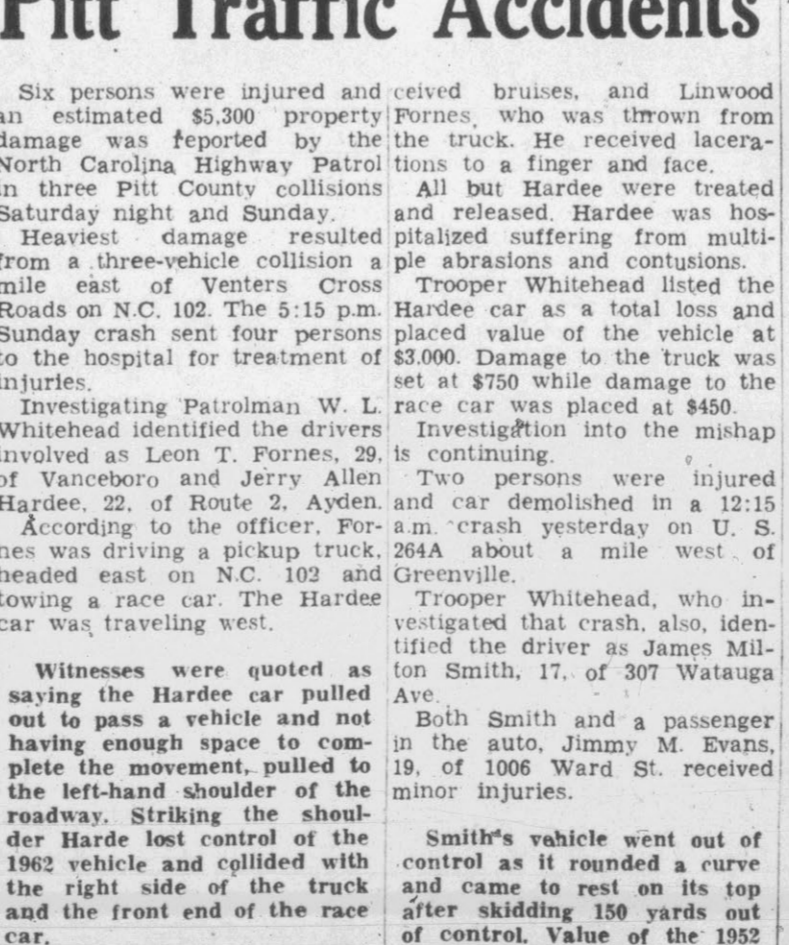 Pitt Traffic Accidents
Six persons were injured and
an estimated $5,300 property
damage was reported by the
North Carolina Highway Patrol
in three Pitt County collisions
Saturday night and Sunday.
Heaviest damage resulted
from a three-vehicle collision a
mile east of Venters Cross
Roads on N.C. 102. The 5:15 p.m.
Sunday crash sent four persons
to the hospital for treatment of
injuries.
Investigating Patrolman W. L.
Whitehead identified the drivers
involved as Leon T. Fornes, 29,
of Vanceboro and Jerry Allen
Hardee, 22, of Route 2, Ayden.
According to the officer, For-
nes was driving a pickup truck,
headed east on N.C. 102 and
towing a race car. The Hardee
car was traveling west.
Witnesses were quoted as
saying the Hardee car pulled
out to pass a vehicle and not
having enough space to com-
plete the movement, pulled to
the left-hand shoulder of the
roadway. Striking the shoul-
der Harde lost control of the
1962 vehicle and collided with
the right side of the truck
and the front end of the race
car.
ceived bruises, and Linwood
Fornes, who was thrown from
the truck. He received lacera-
tions to a finger and face.
All but Hardee were treated
and released. Hardee was hos-
pitalized suffering from multi-
ple abrasions and contusions.
Trooper Whitehead listed the
Hardee car as a total loss and
placed value of the vehicle at
$3,000. Damage to the truck was
set at $750 while damage to the
race car was placed at $450.
Investigation into the mishap
is continuing.
Two persons were injured
and car demolished in a 12:15
a.m. crash yesterday on U. S.
264A about a mile west of
Greenville.
Trooper Whitehead, who in-
vestigated that crash, also, iden-
tified the driver as James Mil-
ton Smith, 17, of 307 Watauga
Ave.
Both Smith and a passenger
in the auto, Jimmy M. Evans,
19, of 1006 Ward St. received
minor injuries.
Smith's vahicle went out of
control as it rounded a curve
and came to rest on its top
after skidding 150 yards out
of control. Value of the 1952